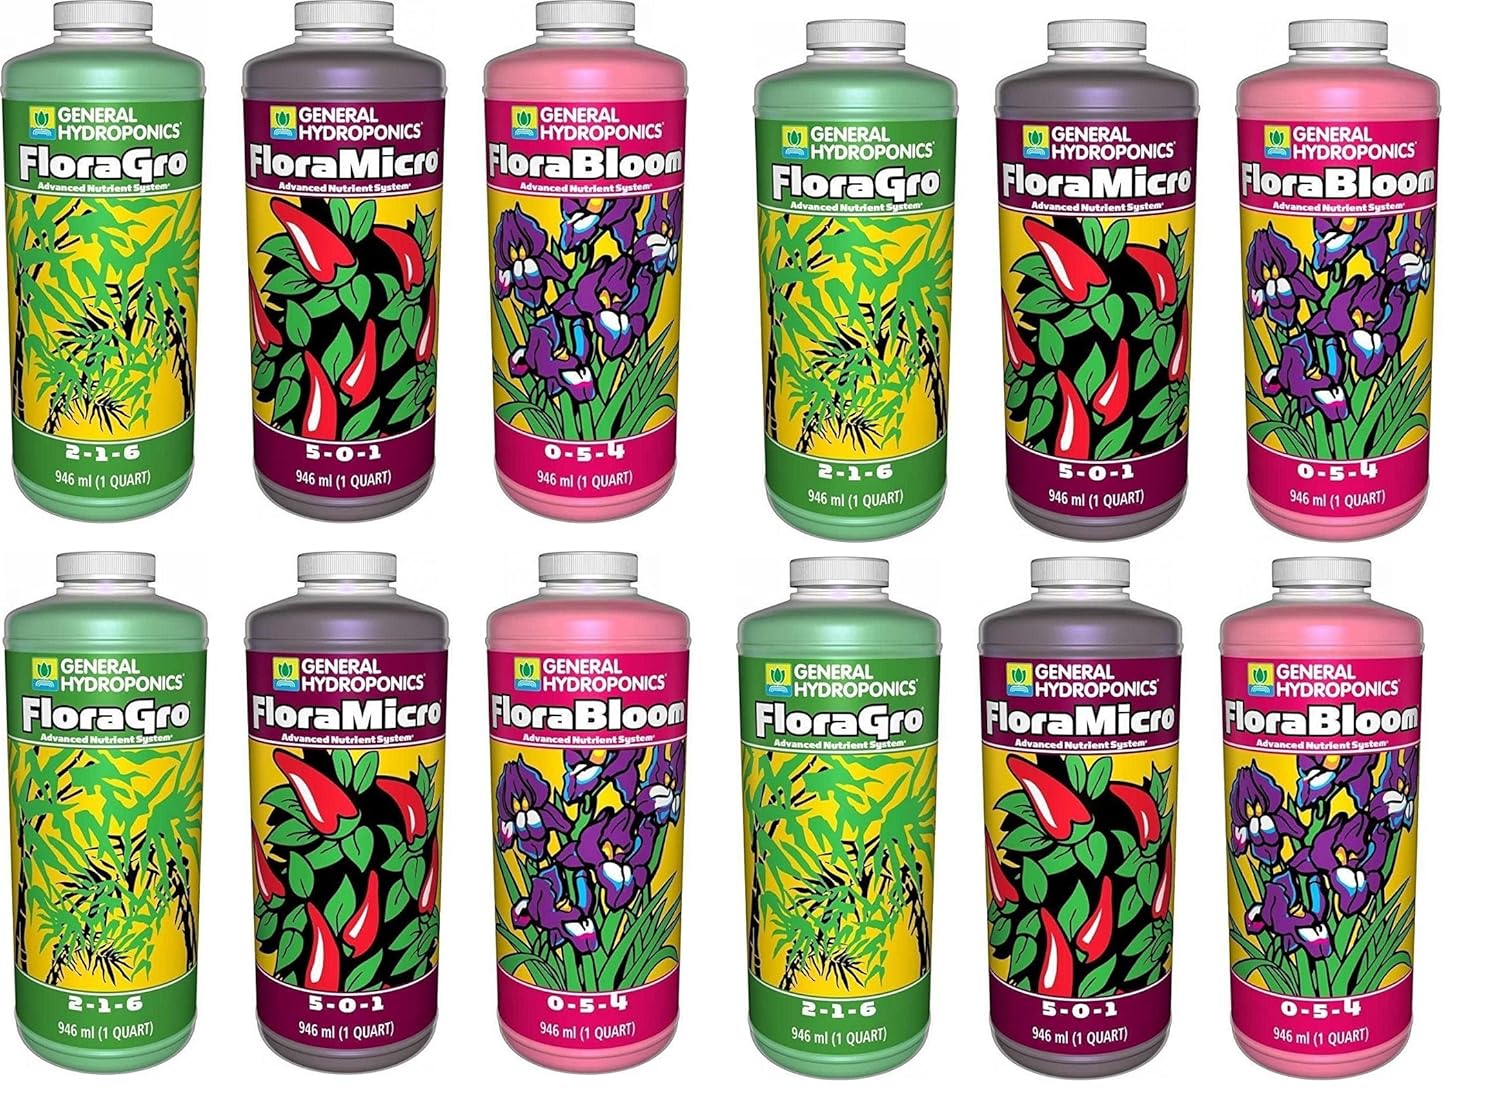 GENERAL
HYDROPONICS
FloraGro
Advanced Nutrient System®
2-1-6
946 ml (1 QUART)
GENERAL
HYDROPONICS
FloraMicro
Advanced Nutrient System®
5-0-1
946 ml (1 QUART)
GENERAL
HYDROPONICS
FloraBloom
Advanced Nutrient System®
0-5-4
946 ml (1 QUART)
GENERAL
HYDROPONICS
FloraGro
Advanced Nutrient System®
2-1-6
946 ml (1 QUART)
GENERAL
HYDROPONICS
FloraMicro
Advanced Nutrient System®
5-0-1
946 ml (1 QUART)
GENERAL
HYDROPONICS
FloraBloom
Advanced Nutrient System®
0-5-4
946 ml (1 QUART)
GENERAL
HYDROPONICS
FloraGro
Advanced Nutrient System®
2-1-6
946 ml (1 QUART)
GENERAL
HYDROPONICS
FloraMicro
Advanced Nutrient System®
5-0-1
946 ml (1 QUART)
GENERAL
HYDROPONICS
FloraBloom
Advanced Nutrient System®
0-5-4
946 ml (1 QUART)
GENERAL
HYDROPONICS
FloraGro
Advanced Nutrient System®
2-1-6
946 ml (1 QUART)
GENERAL
HYDROPONICS
FloraMicro
Advanced Nutrient System®
5-0-1
946 ml (1 QUART)
GENERAL
HYDROPONICS
FloraBloom
Advanced Nutrient System®
0-5-4
946 ml (1 QUART)